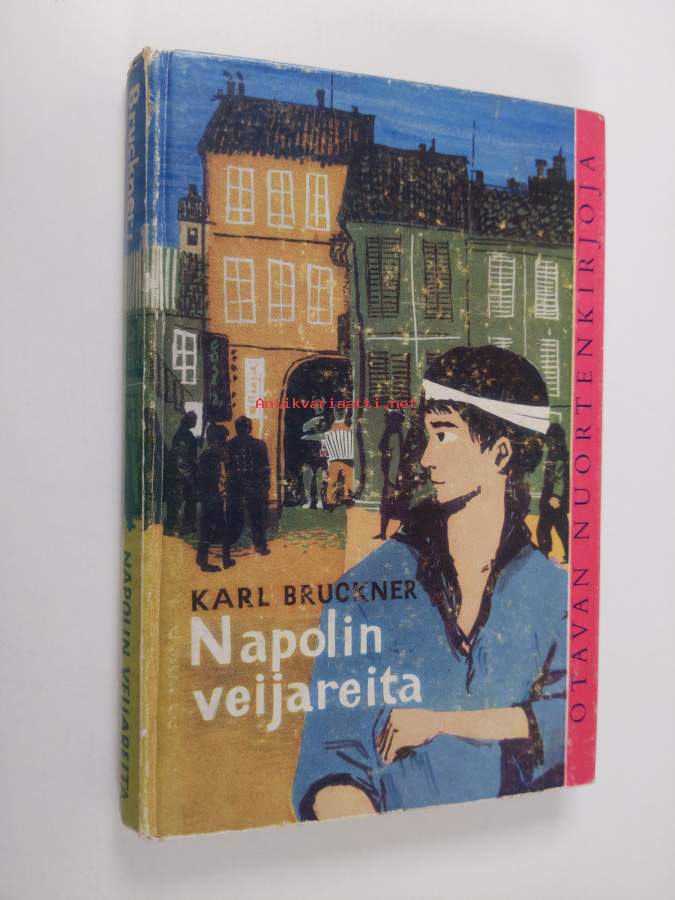 KARL BRUCKNER
Napolin
veijareita
OTAVAN NUORTENKIRJOJA
Bruckner:
NAPOLIN VEIJAREITA
Antikvariaatti.net